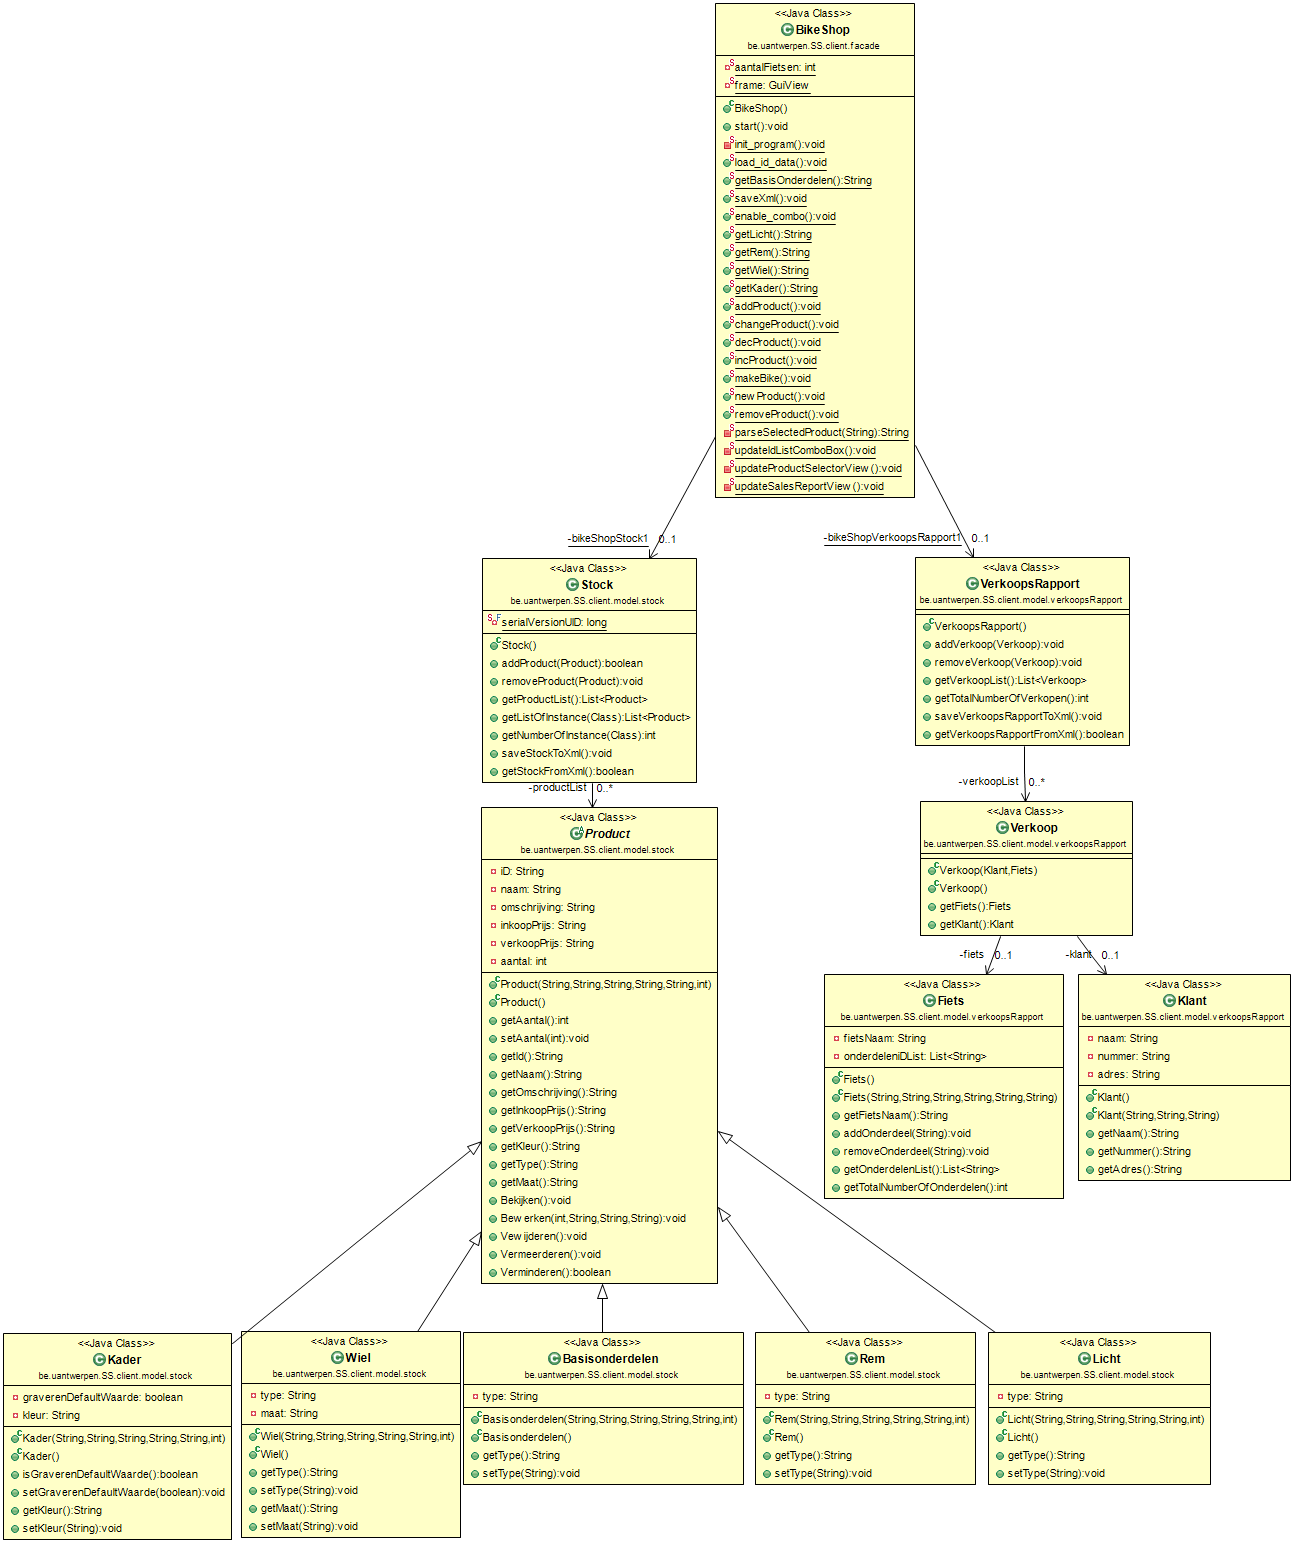 <<Java Class>>
BikeShop
be.uantwerpen.SS.client.facade
aantalFietsen: int
frame: GuiView
BikeShop()
start():void
init_program():void
load_id_data():void
getBasisOnderdelen():String
saveXml():void
enable_combo():void
getLicht():String
getRem():String
getWiel():String
getKader():String
addProduct():void
changeProduct():void
decProduct():void
incProduct():void
makeBike():void
newProduct():void
removeProduct():void
parseSelectedProduct(String):String
updateIdListComboBox():void
updateProductSelectorView():void
updateSalesReportView():void
-bikeShopStock1 0..1
-bikeShopVerkoopsRapport1 0..1
<<Java Class>>
Stock
be.uantwerpen.SS.client.model.stock
serialVersionUID: long
Stock()
addProduct(Product):boolean
removeProduct(Product):void
getProductList():List<Product>
getListOfInstance(Class):List<Product>
getNumberOfInstance(Class):int
saveStockToXml():void
getStockFromXml():boolean
-productList 0..*
<<Java Class>>
VerkoopsRapport
be.uantwerpen.SS.client.model.verkoopsRapport
VerkoopsRapport()
addVerkoop(Verkoop):void
removeVerkoop(Verkoop):void
getVerkoopList():List<Verkoop>
getTotalNumberOfVerkopen():int
saveVerkoopsRapportToXml():void
getVerkoopsRapportFromXml():boolean
-verkoopList 0..*
<<Java Class>>
Product
be.uantwerpen.SS.client.model.stock
iD: String
naam: String
omschrijving: String
inkoopPrijs: String
verkoopPrijs: String
aantal: int
Product(String,String,String,String,String,int)
Product()
getAantal():int
setAantal(int):void
getId():String
getNaam():String
getOmschrijving():String
getInkoopPrijs():String
getVerkoopPrijs():String
getKleur():String
getType():String
getMaat():String
Bekijken():void
Bewerken(int,String,String,String):void
Vewijderen():void
Vermeerderen():void
Verminderen():boolean
<<Java Class>>
Verkoop
be.uantwerpen.SS.client.model.verkoopsRapport
Verkoop(Klant,Fiets)
Verkoop()
getFiets():Fiets
getKlant():Klant
-fiets 0..1
-klant 0..1
<<Java Class>>
Fiets
be.uantwerpen.SS.client.model.verkoopsRapport
fietsNaam: String
onderdeleniDList: List<String>
Fiets()
Fiets(String,String,String,String,String,String)
getFietsNaam():String
addOnderdeel(String):void
removeOnderdeel(String):void
getOnderdelenList():List<String>
getTotalNumberOfOnderdelen():int
<<Java Class>>
Klant
be.uantwerpen.SS.client.model.verkoopsRapport
naam: String
nummer: String
adres: String
Klant()
Klant(String,String,String)
getNaam():String
getNummer():String
getAdres():String
<<Java Class>>
Kader
be.uantwerpen.SS.client.model.stock
graverenDefaultWaarde: boolean
kleur: String
Kader(String,String,String,String,String,int)
Kader()
isGraverenDefaultWaarde():boolean
setGraverenDefaultWaarde(boolean):void
getKleur():String
setKleur(String):void
<<Java Class>>
Wiel
be.uantwerpen.SS.client.model.stock
type: String
maat: String
Wiel(String,String,String,String,String,int)
Wiel()
getType():String
setType(String):void
getMaat():String
setMaat(String):void
<<Java Class>>
Basisonderdelen
be.uantwerpen.SS.client.model.stock
type: String
Basisonderdelen(String,String,String,String,String,int)
Basisonderdelen()
getType():String
setType(String):void
<<Java Class>>
Rem
be.uantwerpen.SS.client.model.stock
type: String
Rem(String,String,String,String,String,int)
Rem()
getType():String
setType(String):void
<<Java Class>>
Licht
be.uantwerpen.SS.client.model.stock
type: String
Licht(String,String,String,String,String,int)
Licht()
getType():String
setType(String):void